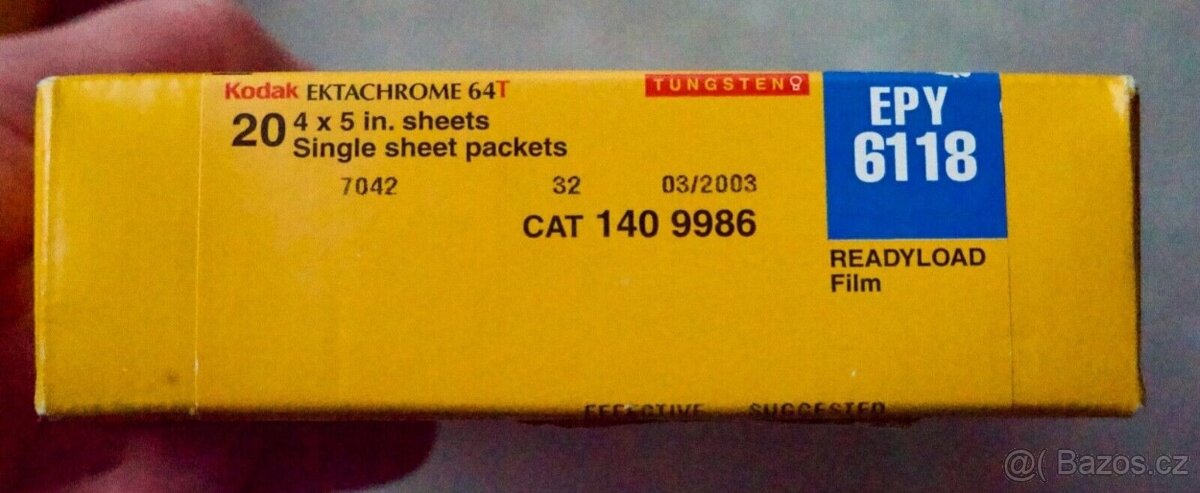 Kodak EKTACHROME 64T
TUNGSTEN
20 4 x 5 in. sheets
Single sheet packets
7042 32 03/2003
CAT 140 9986
EPY
6118
READYLOAD
Film
EFFECTIVE SUGGESTED
@( Bazos.cz